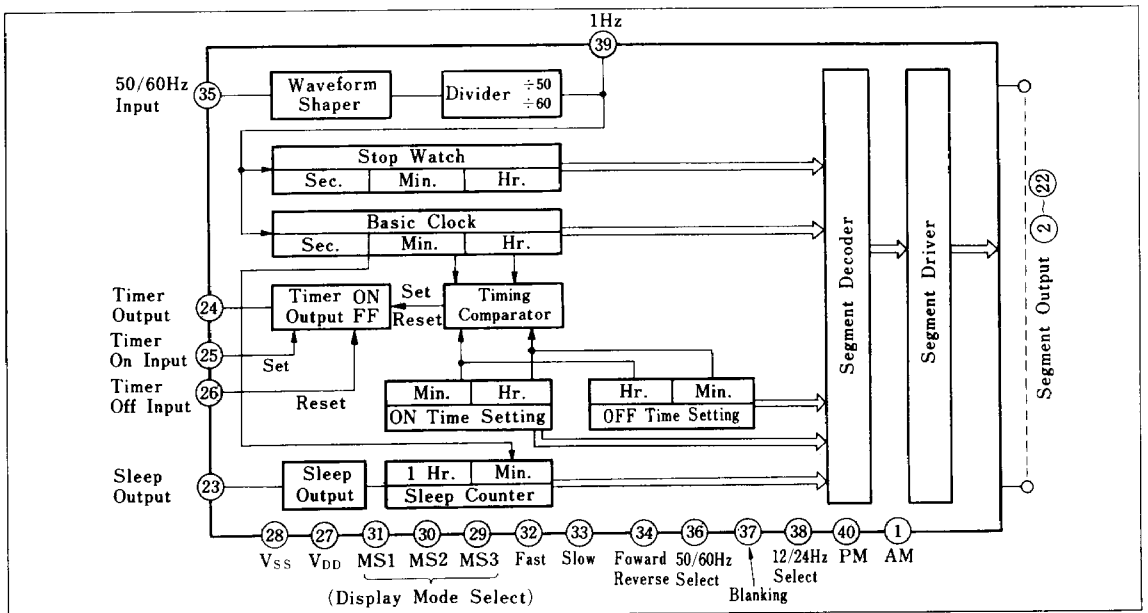 1Hz
39
50/60Hz
Input
35
Waveform
Shaper
Divider ÷50
÷60
Stop Watch
Sec. Min. Hr.
Basic Clock
Sec. Min. Hr.
Timer
Output
24
Timer ON
Output FF
Set
Reset
Timing
Comparator
Timer
On Input
25
Set
Timer
Off Input
26
Reset
Min. Hr.
ON Time Setting
Hr. Min.
OFF Time Setting
Sleep
Output
23
Sleep
Output
1 Hr. Min.
Sleep Counter
Segment Decoder
Segment Driver
Segment Output 2 ~ 22
28 27 31 30 29 32 33 34 36 37 38 40 1
VSS VDD MS1 MS2 MS3 Fast Slow
Foward
Reverse
50/60Hz
Select
Blanking
12/24Hz
Select
PM
AM
(Display Mode Select)